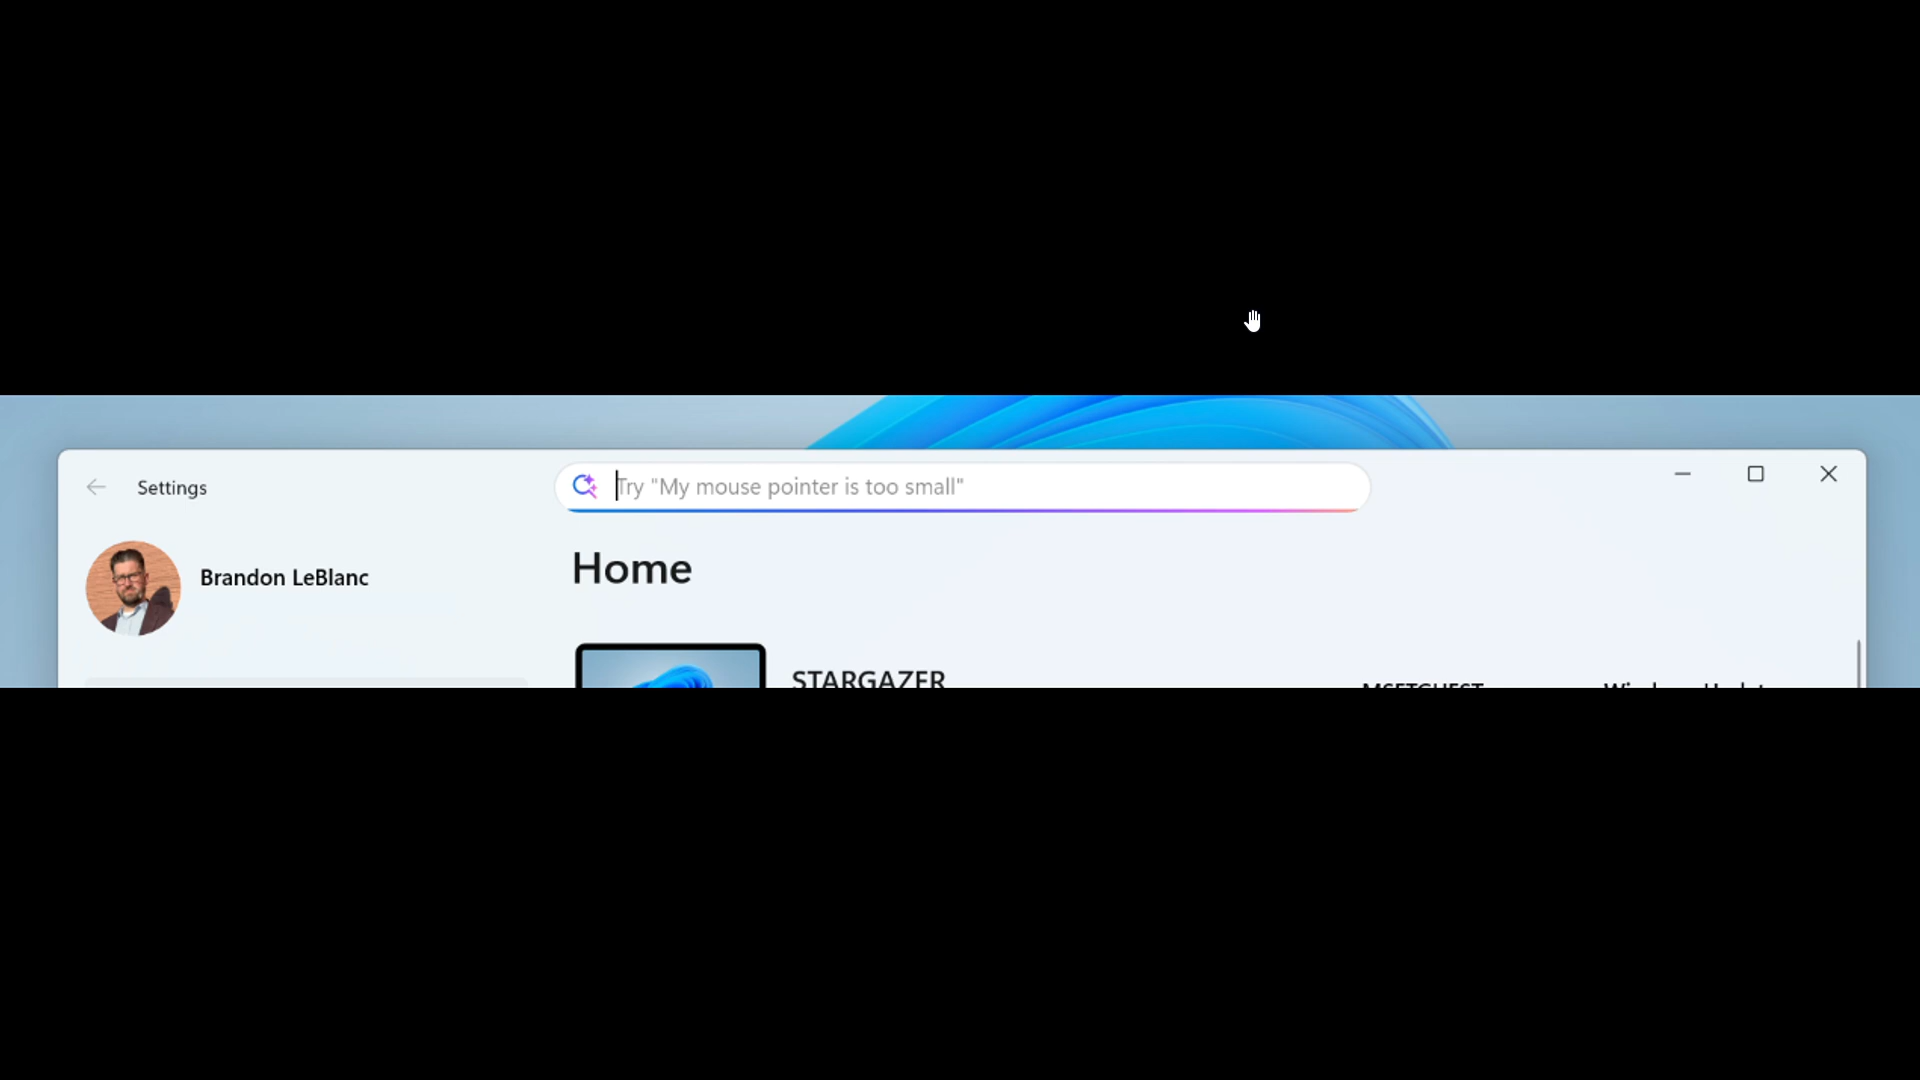 Settings
Try "My mouse pointer is too small"
Brandon LeBlanc
Home
STARGAZER